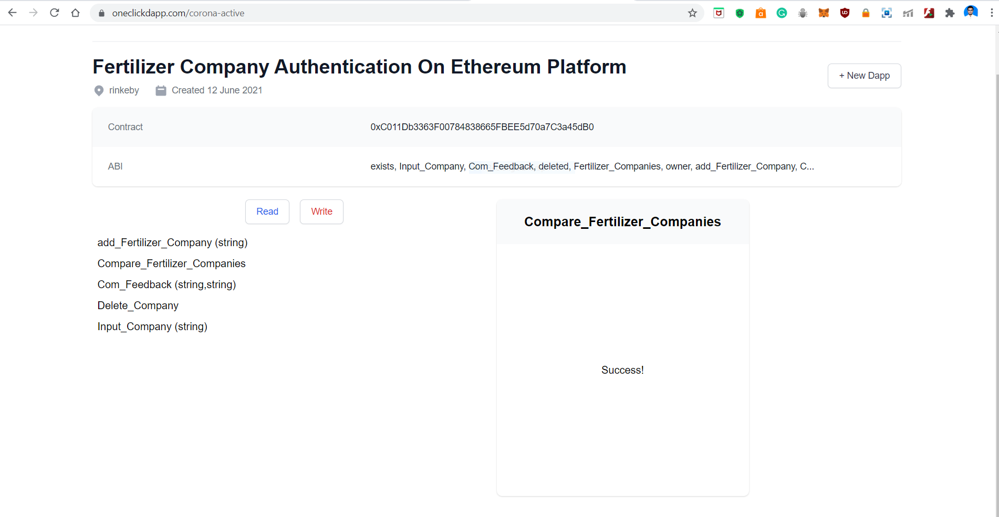 oneclickdapp.com/corona-active
Fertilizer Company Authentication On Ethereum Platform
+ New Dapp
rinkeby Created 12 June 2021
Contract 0xC011Db3363F00784838665FBEE5d70a7C3a45dB0
ABI exists, Input_Company, Com_Feedback, deleted, Fertilizer_Companies, owner, add_Fertilizer_Company, C...
Read Write
add_Fertilizer_Company (string)
Compare_Fertilizer_Companies
Com_Feedback (string,string)
Delete_Company
Input_Company (string)
Compare_Fertilizer_Companies
Success!